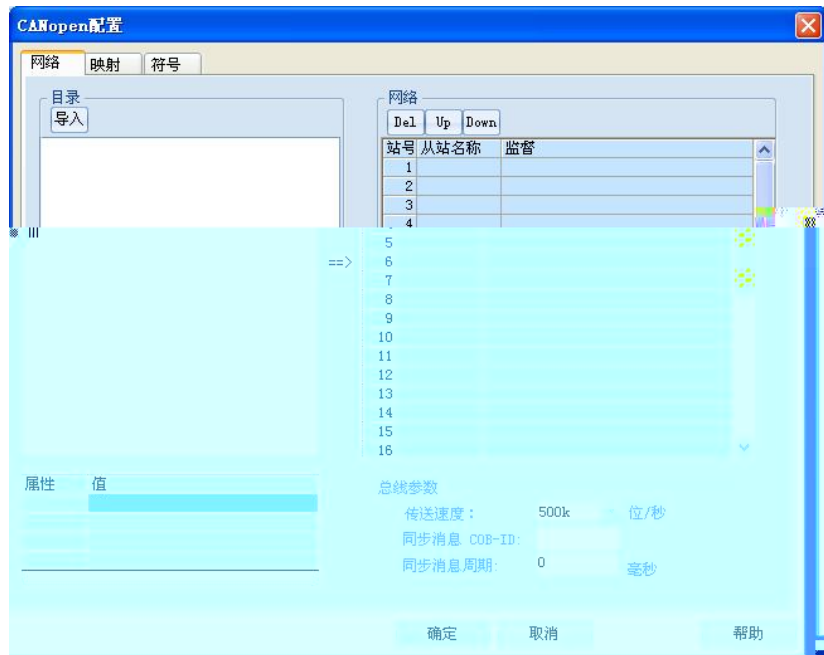 CANopen配置
网络 映射 符号
目录
导入
网络
Del Up Down
站号 从站名称 监督
1
2
3
4
5
==> 6
7
8
9
10
11
12
13
14
15
16
属性 值
总线参数
传送速度: 500k 位/秒
同步消息 COB-ID:
同步消息周期: 0 毫秒
确定 取消 帮助